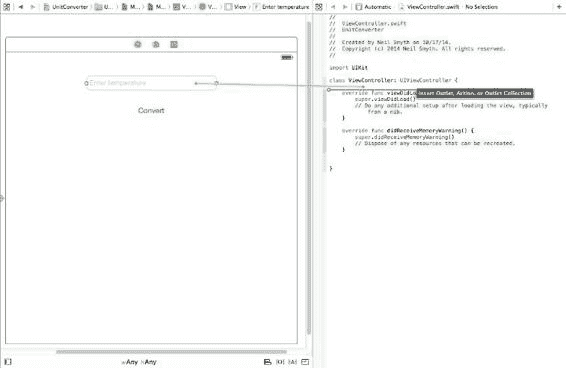 UnitConverter
U...
M...
M...
V...
V...
View
Enter temperature
Automatic
ViewController.swift
No Selection
Enter temperature
Convert
wAny hAny
//
// ViewController.swift
// UnitConverter
//
// Created by Neil Smyth on 10/17/14.
// Copyright (c) 2014 Neil Smyth. All rights reserved.
//
import UIKit
class ViewController: UIViewController {
Insert Outlet, Action, or Outlet Collection
override func viewDidL
super.viewDidLoad()
// Do any additional setup after loading the view, typically
from a nib.
}
override func didReceiveMemoryWarning() {
super.didReceiveMemoryWarning()
// Dispose of any resources that can be recreated.
}
}